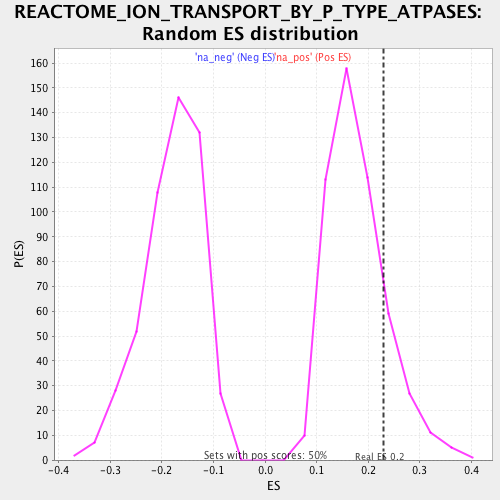 REACTOME_ION_TRANSPORT_BY_P_TYPE_ATPASES:
Random ES distribution
'na_neg' (Neg ES)
'na_pos' (Pos ES)
160
150
140
130
120
110
100
90
80
70
60
50
40
30
20
10
0
P(ES)
Sets with pos scores: 50%
Real ES 0.2
-0.4 -0.3 -0.2 -0.1 0.0 0.1 0.2 0.3 0.4
ES